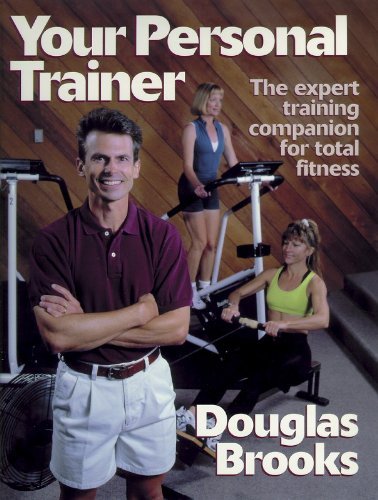 Your Personal
Trainer
The expert
training
companion
for total
fitness
Douglas
Brooks